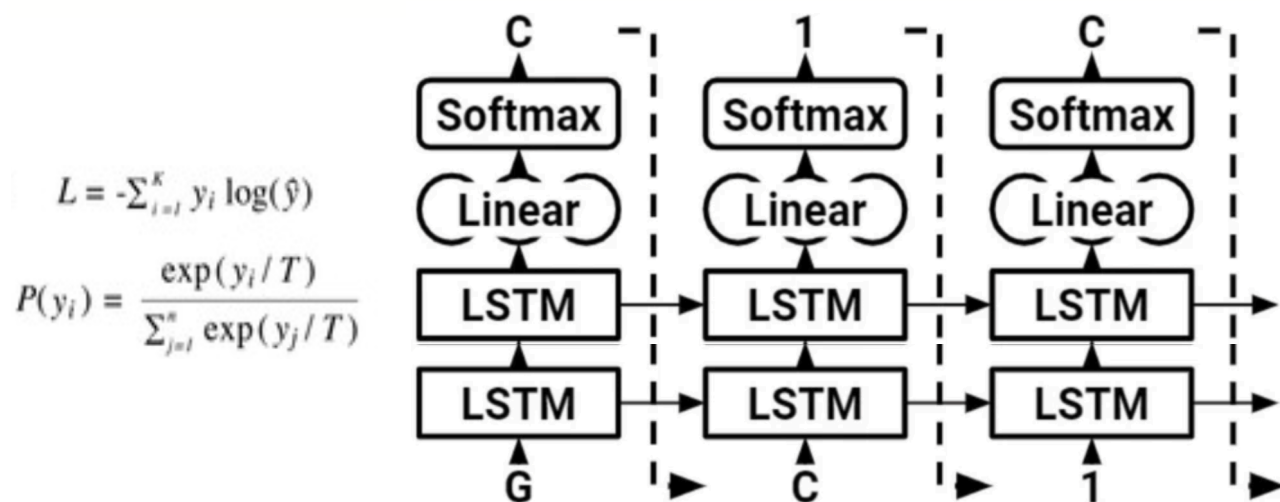 C 1 C
Softmax Softmax Softmax
Linear Linear Linear
L = -∑ᴷᵢ₌₁ yᵢ log(ŷ)
P(yᵢ) = exp(yᵢ / T) / ∑ⁿⱼ₌₁ exp(yⱼ / T)
LSTM LSTM LSTM
LSTM LSTM LSTM
G C 1